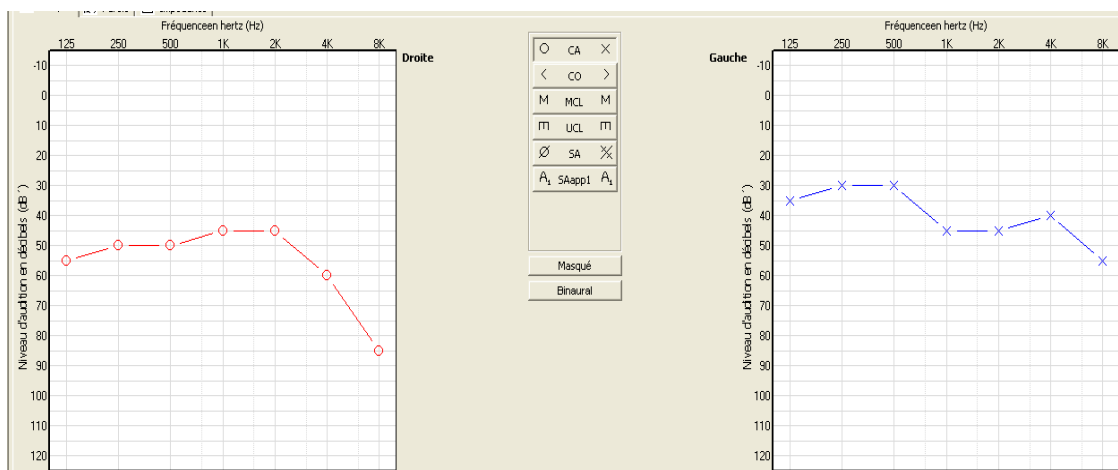 Fréquenceen hertz (Hz)
125 250 500 1K 2K 4K 8K
Droite
Niveau d'audition en décibels (dB')
-10
0
10
20
30
40
50
60
70
80
90
100
110
120
O CA X
< CO >
M MCL M
UCL
Ø SA
A1 SAapp1 A1
Masqué
Binaural
Fréquenceen hertz (Hz)
125 250 500 1K 2K 4K 8K
Gauche
Niveau d'audition en décibels (dB')
-10
0
10
20
30
40
50
60
70
80
90
100
110
120